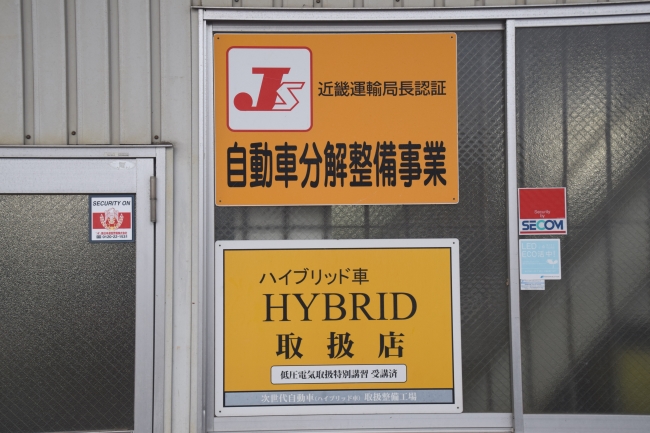 JS
近畿運輸局長認証
自動車分解整備事業
ハイブリッド車
HYBRID
取扱店
低圧電気取扱特別講習 受講済
次世代自動車(ハイブリッド車)取扱整備工場
SECURITY ON
Security
by
SECOM
LED